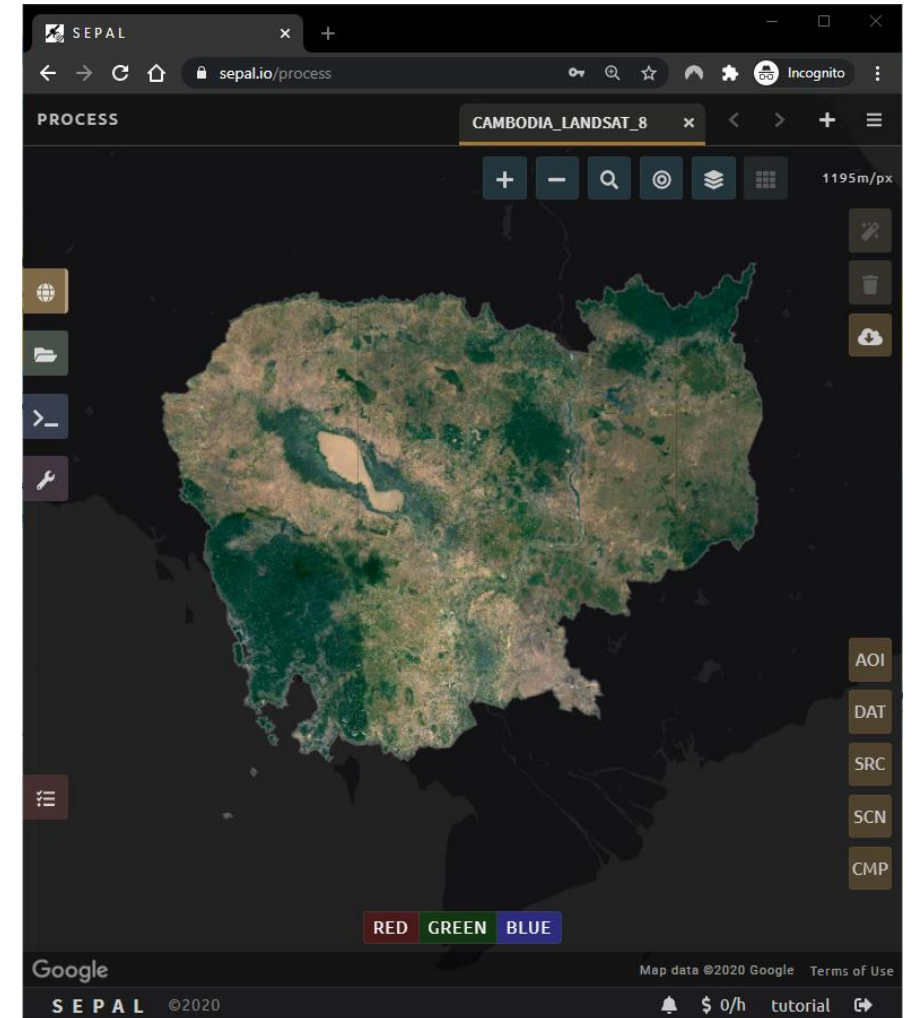 SEPAL
sepal.io/process
Incognito
PROCESS
CAMBODIA_LANDSAT_8
1195m/px
AOI
DAT
SRC
SCN
CMP
RED GREEN BLUE
Google
Map data ©2020 Google Terms of Use
SEPAL ©2020
$ 0/h tutorial